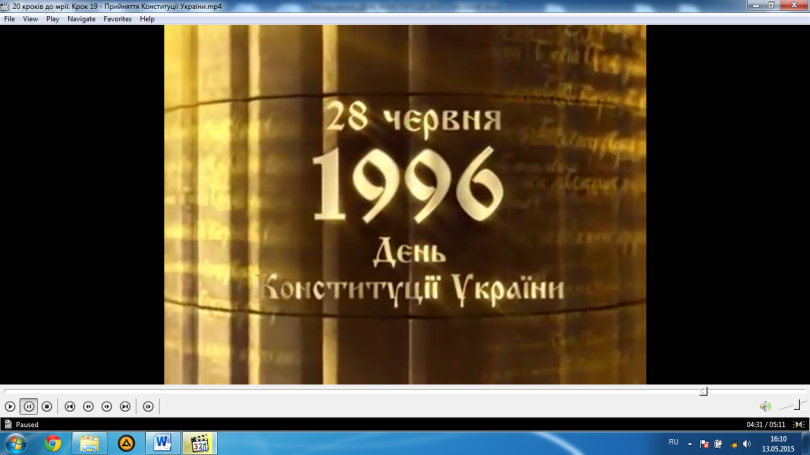 20 кроків до мрії. Крок 19 - Прийняття Конституції України.mp4
File View Play Navigate Favorites Help
28 червня
1996
День
Конституції України
Paused
04:31 / 05:11
RU
16:10
13.05.2015